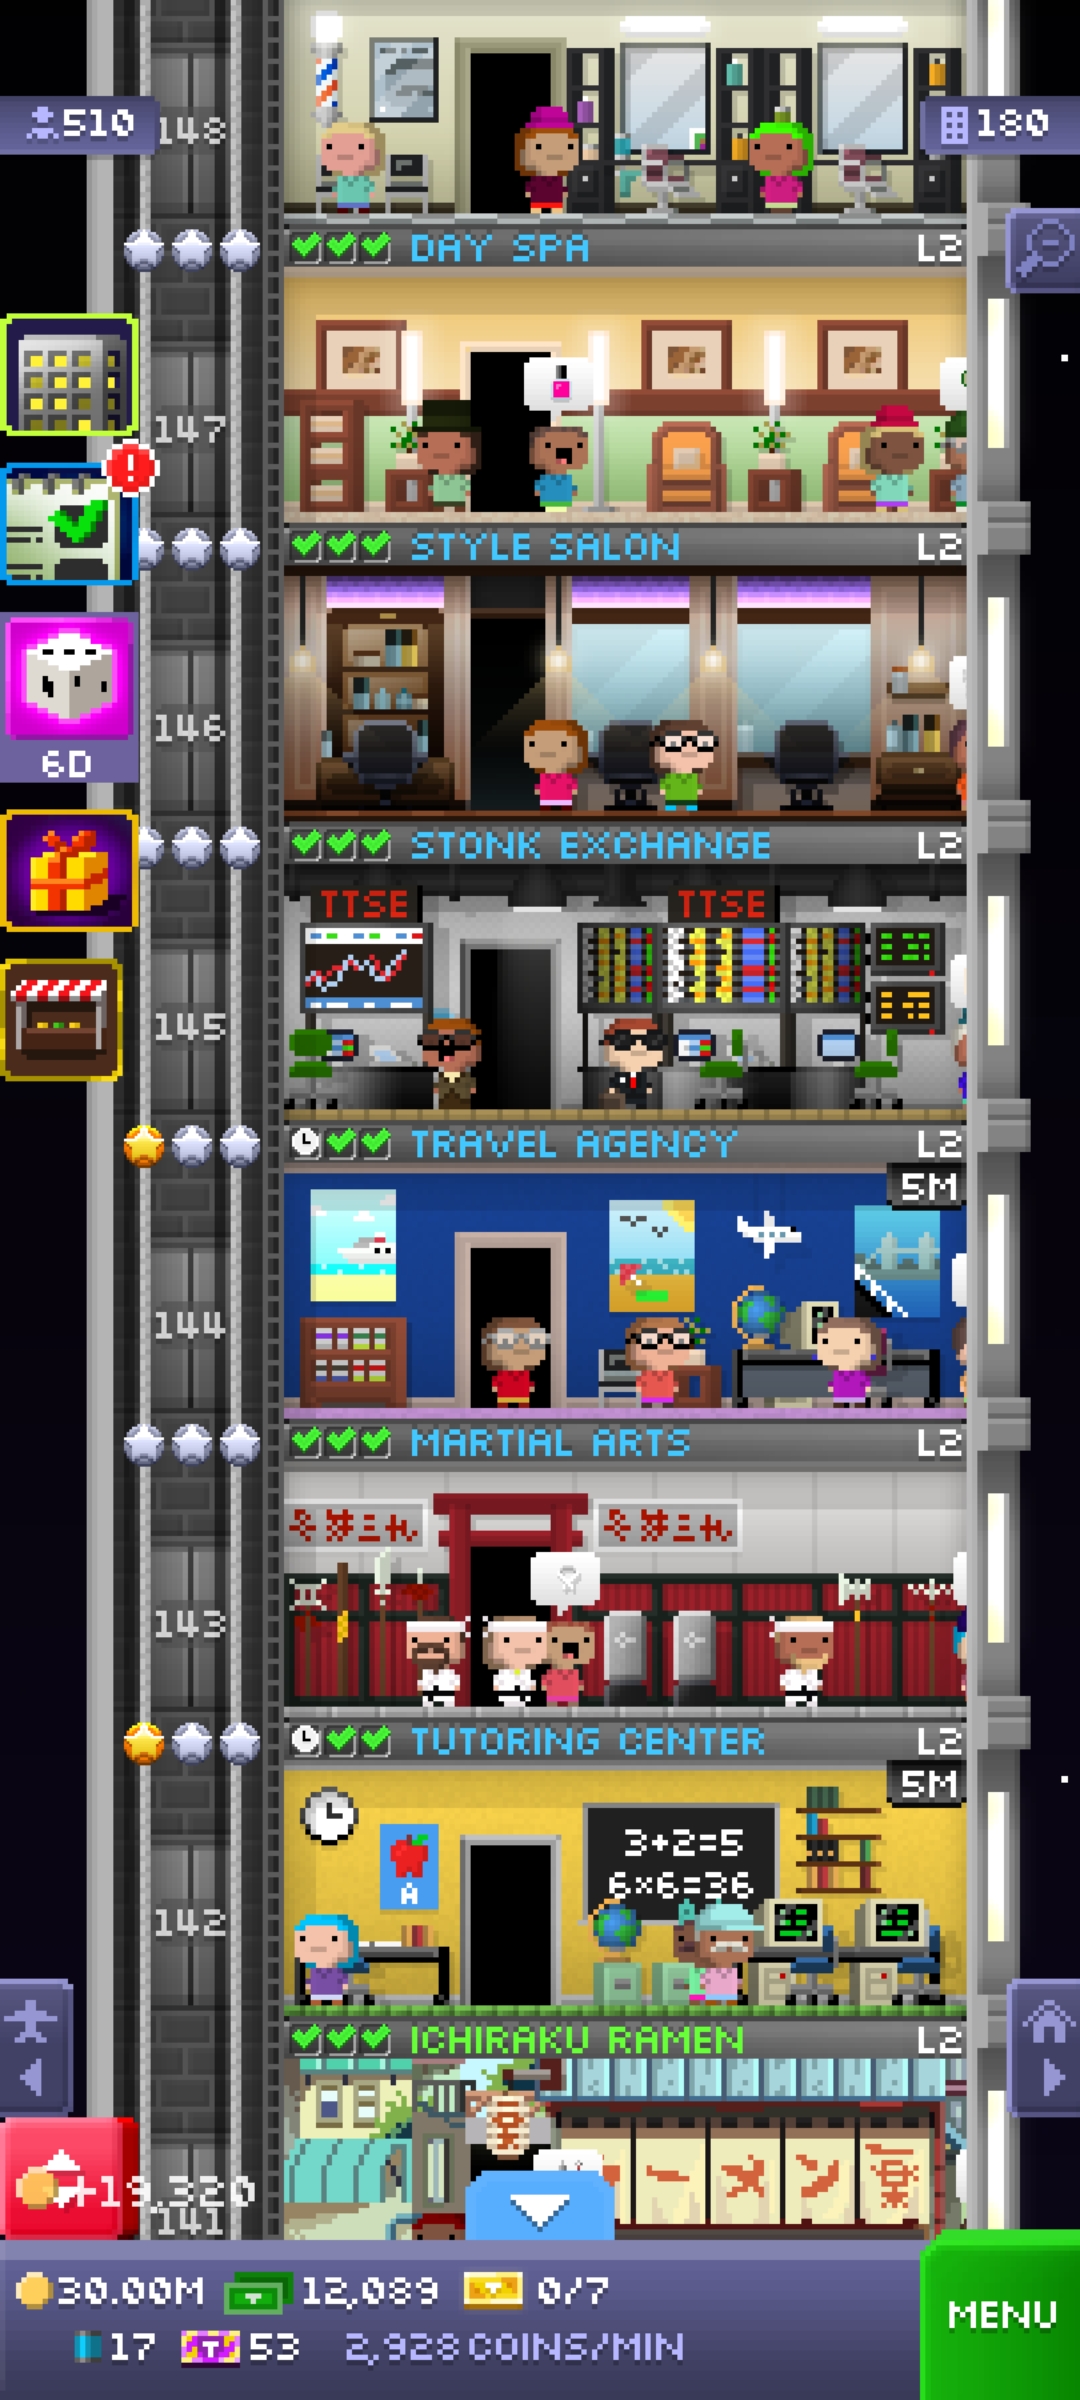 510
148
180
DAY SPA L2
147
STYLE SALON L2
146
6D
STONK EXCHANGE L2
TTSE TTSE
145
TRAVEL AGENCY L2
5M
144
MARTIAL ARTS L2
143
TUTORING CENTER L2
5M
3+2=5
A
6×6=36
142
ICHIRAKU RAMEN L2
+19,320
141
30.00M 12,089 0/7
MENU
17 53 2,928 COINS/MIN